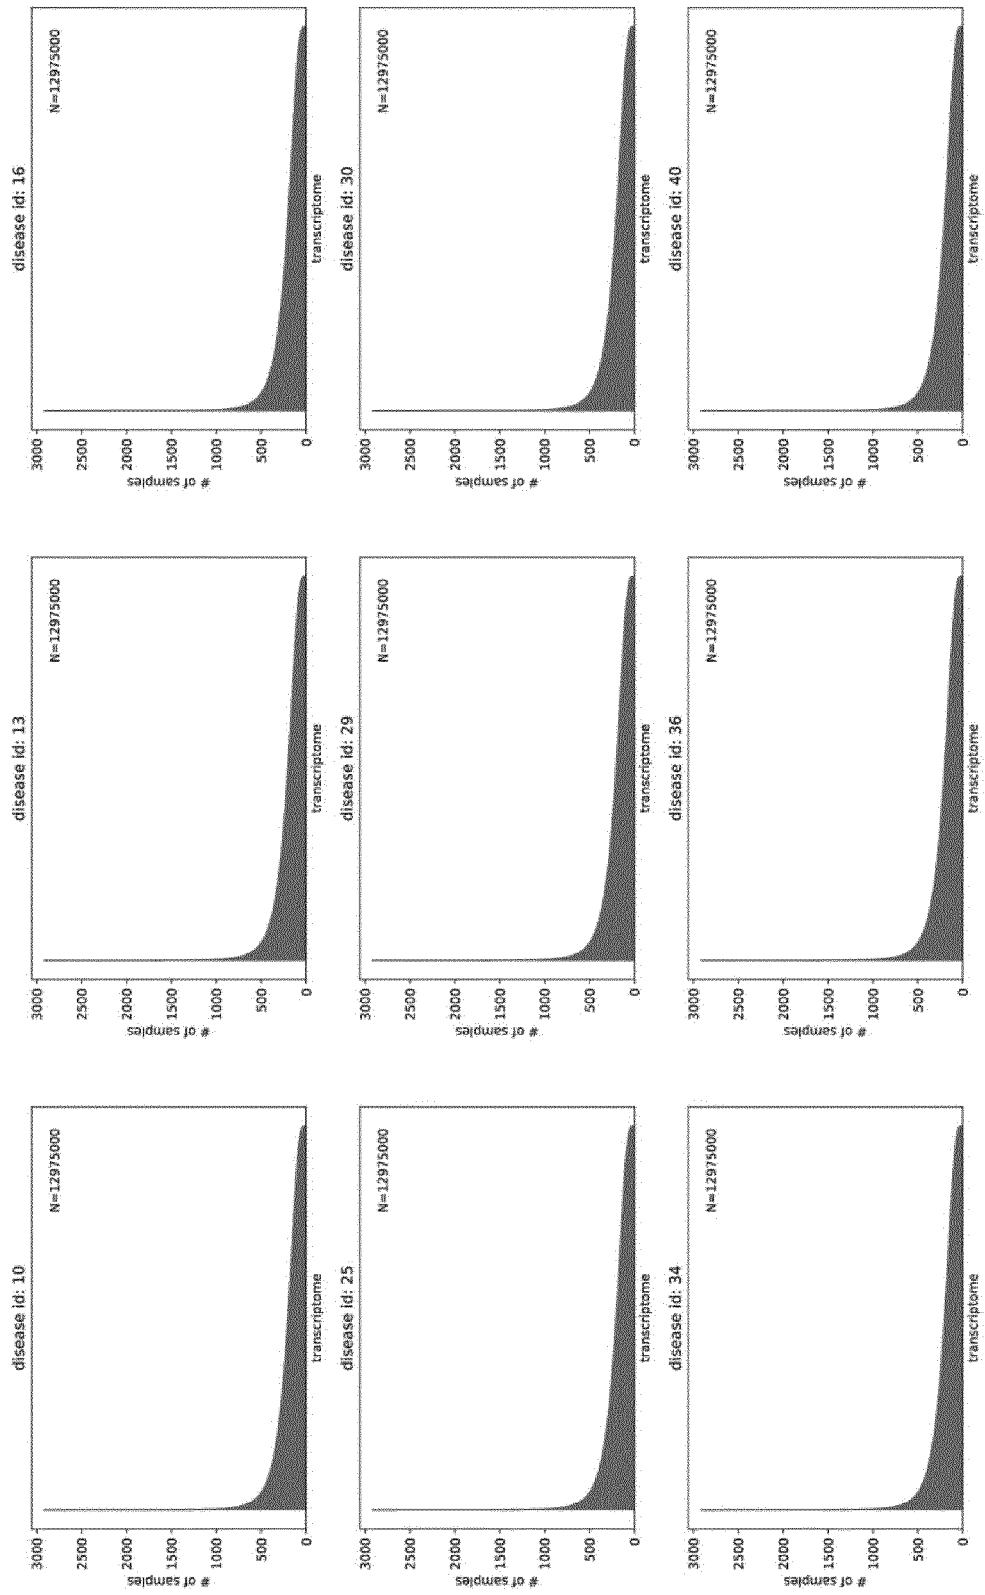 disease id: 10
# of samples
3000
2500
2000
1500
1000
500
0
N=12975000
transcriptome
disease id: 13
# of samples
3000
2500
2000
1500
1000
500
0
N=12975000
transcriptome
disease id: 16
# of samples
3000
2500
2000
1500
1000
500
0
N=12975000
transcriptome
disease id: 25
# of samples
3000
2500
2000
1500
1000
500
0
N=12975000
transcriptome
disease id: 29
# of samples
3000
2500
2000
1500
1000
500
0
N=12975000
transcriptome
disease id: 30
# of samples
3000
2500
2000
1500
1000
500
0
N=12975000
transcriptome
disease id: 34
# of samples
3000
2500
2000
1500
1000
500
0
N=12975000
transcriptome
disease id: 36
# of samples
3000
2500
2000
1500
1000
500
0
N=12975000
transcriptome
disease id: 40
# of samples
3000
2500
2000
1500
1000
500
0
N=12975000
transcriptome